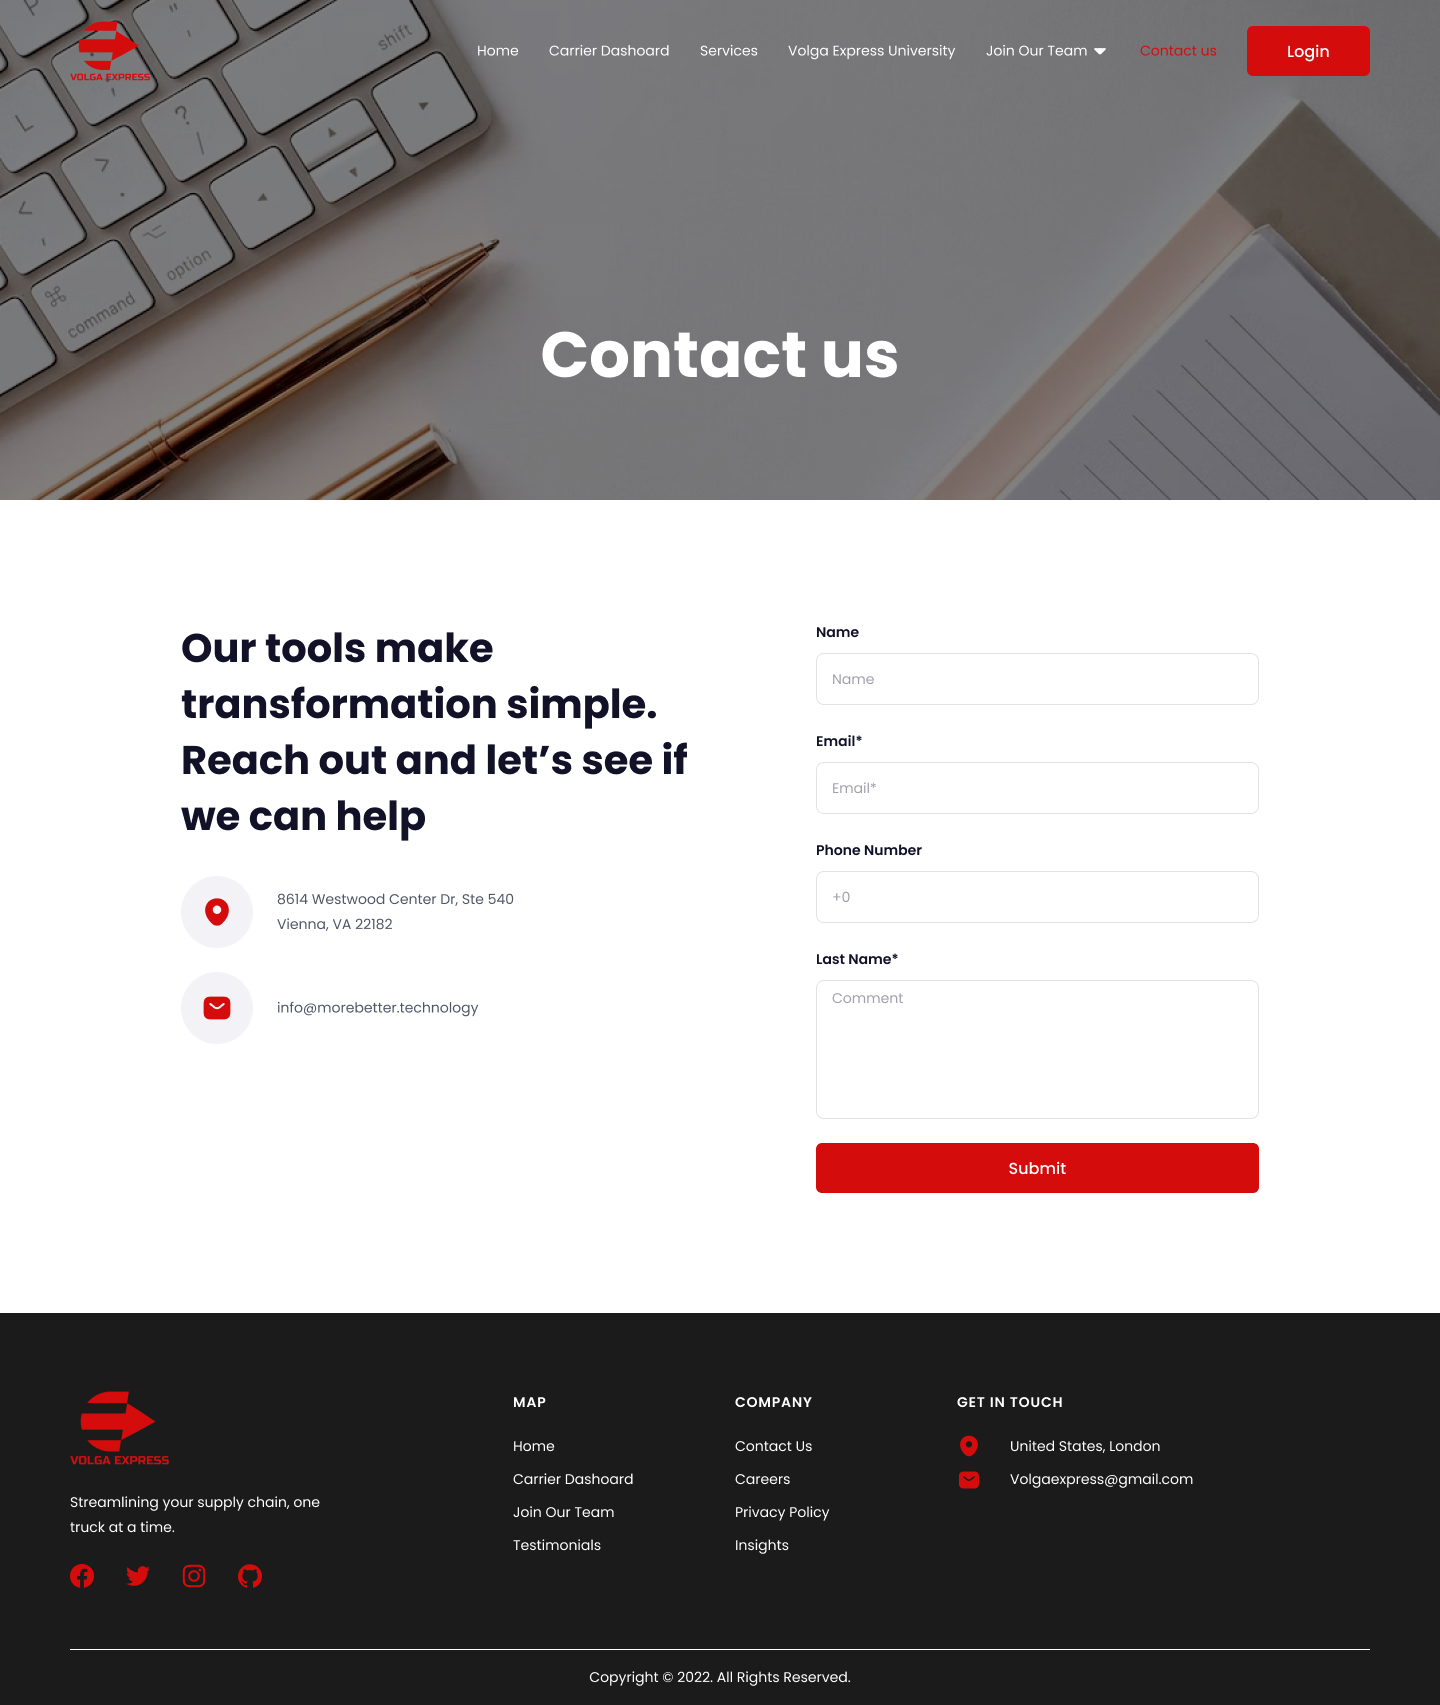 VOLGA EXPRESS
Home Carrier Dashoard Services Volga Express University Join Our Team Contact us Login
shift
P
L
?
/
>
.
<
,
option
command
Contact us
Our tools make
transformation simple.
Reach out and let’s see if
we can help
8614 Westwood Center Dr, Ste 540
Vienna, VA 22182
info@morebetter.technology
Name
Name
Email*
Email*
Phone Number
+0
Last Name*
Comment
Submit
VOLGA EXPRESS
Streamlining your supply chain, one
truck at a time.
MAP
Home
Carrier Dashoard
Join Our Team
Testimonials
COMPANY
Contact Us
Careers
Privacy Policy
Insights
GET IN TOUCH
United States, London
Volgaexpress@gmail.com
Copyright © 2022. All Rights Reserved.